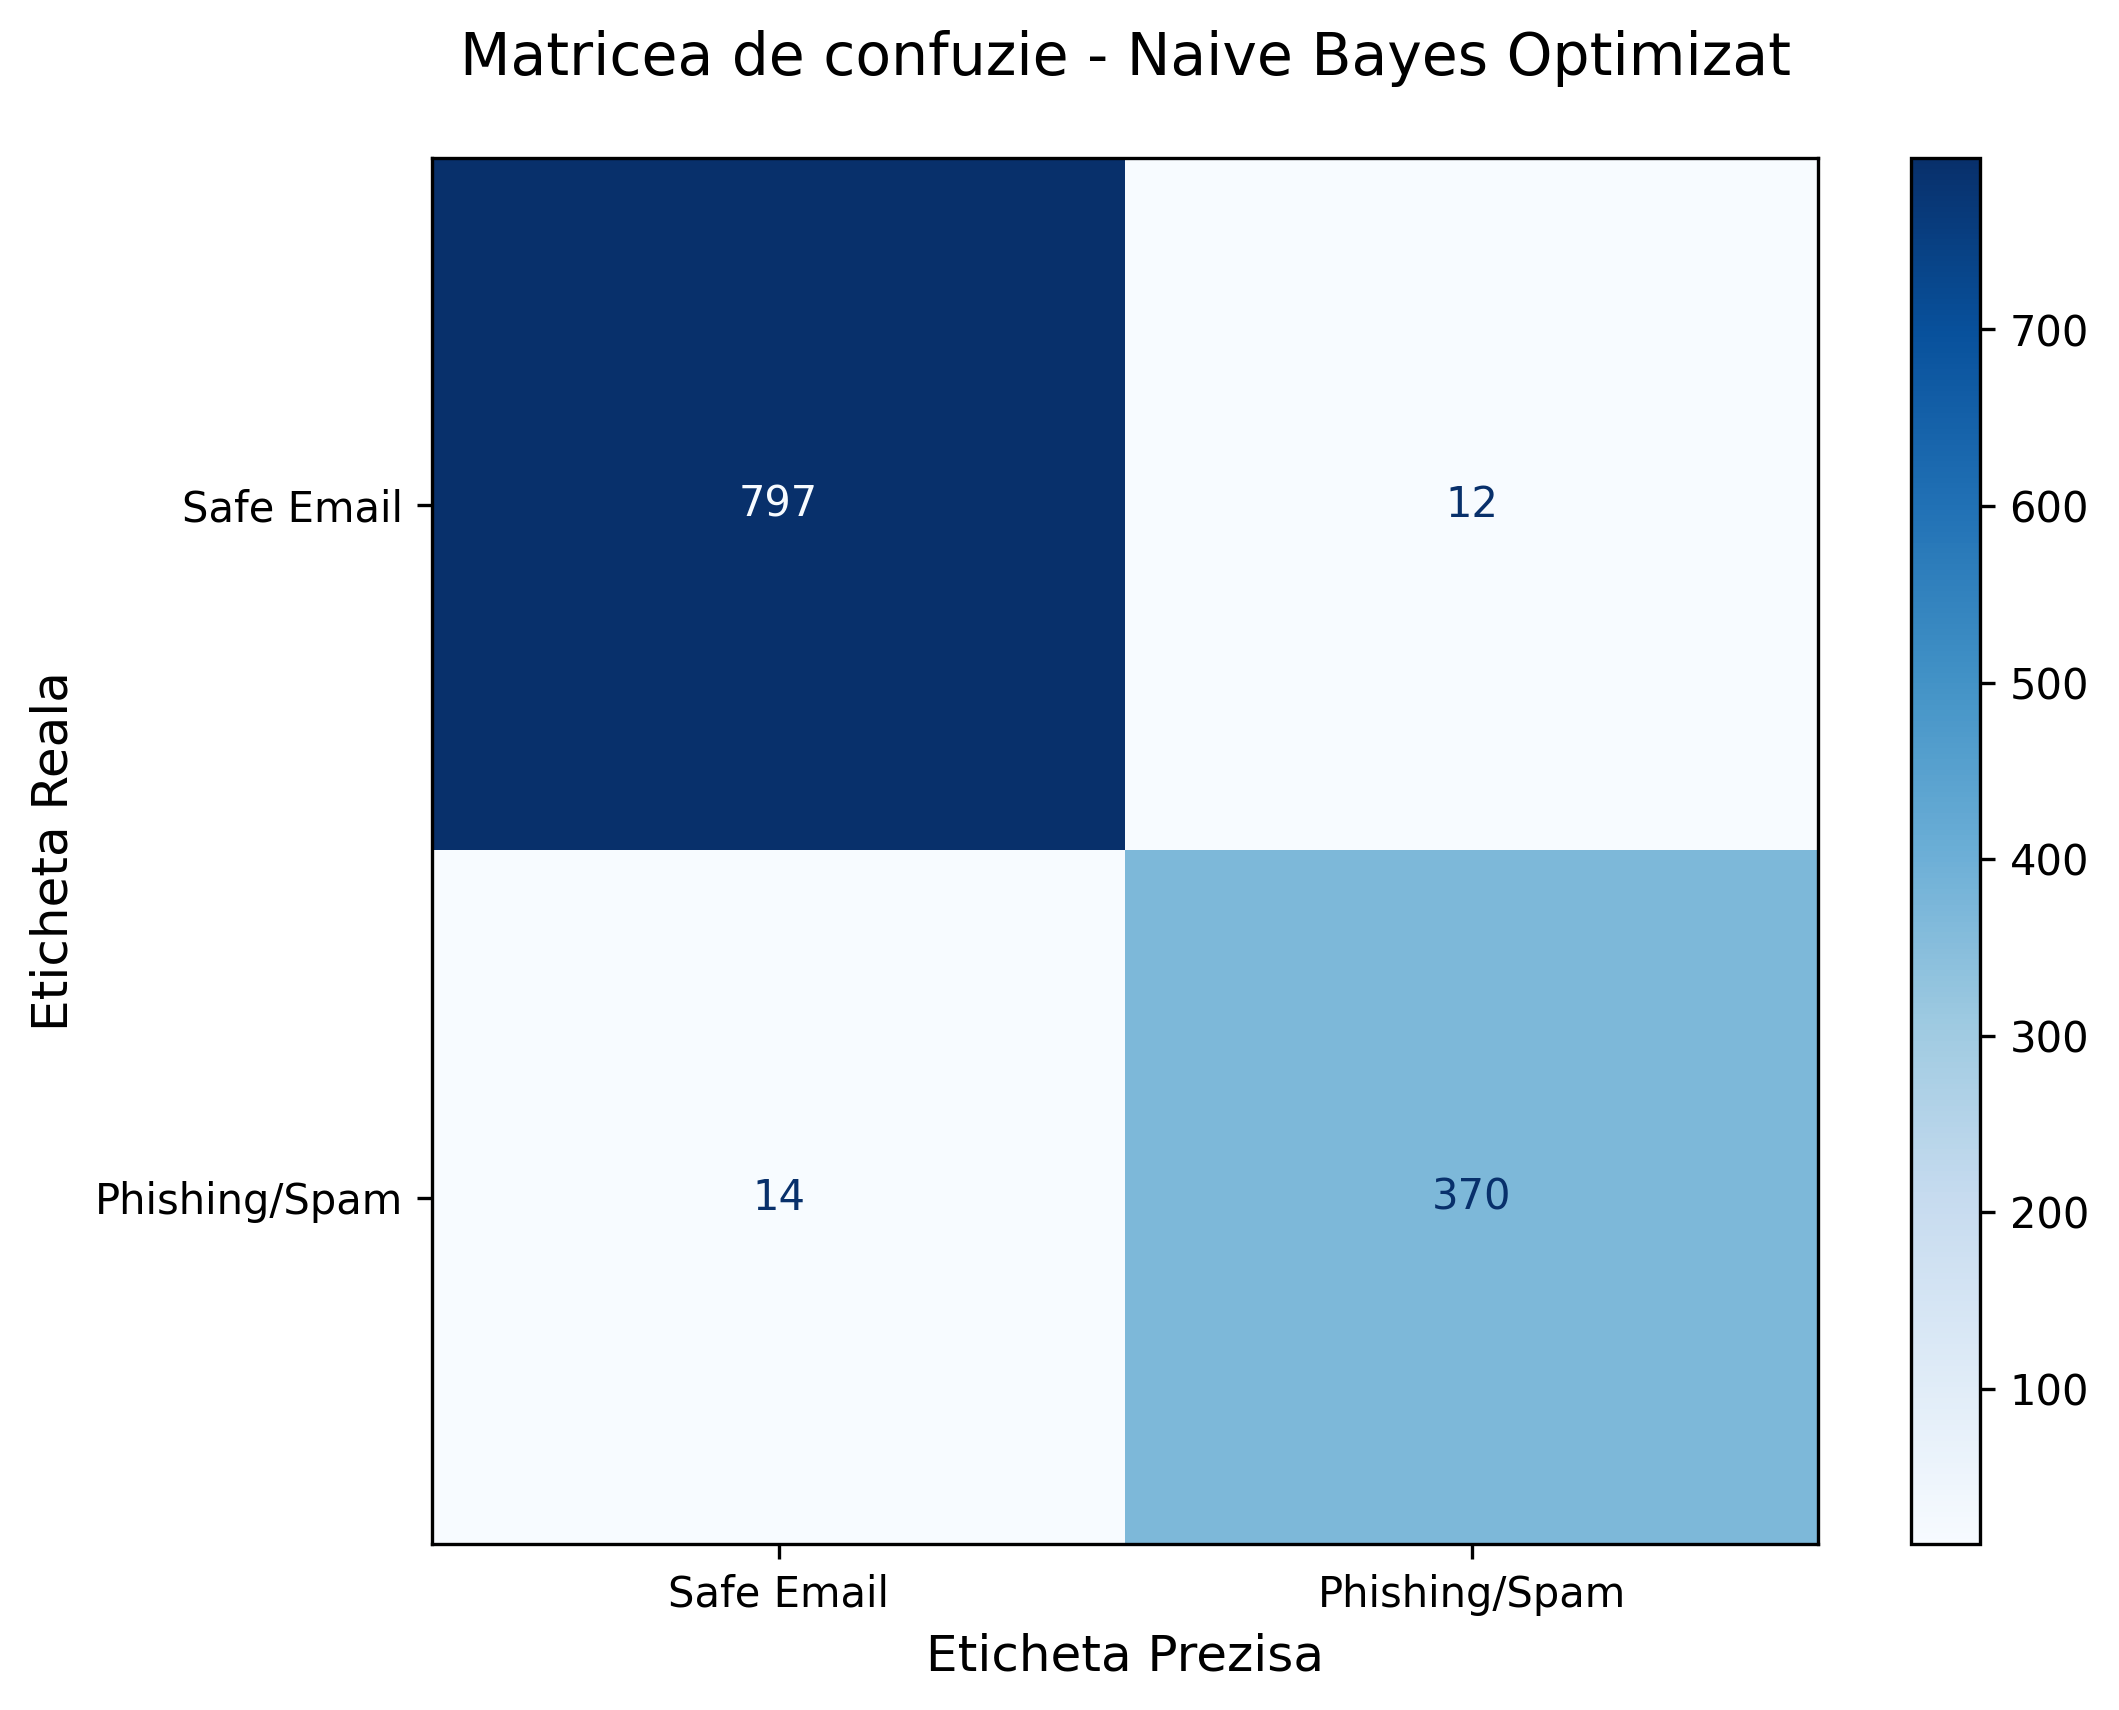 Matricea de confuzie - Naive Bayes Optimizat
Safe Email
797
12
Phishing/Spam
14
370
Eticheta Reala
Safe Email
Phishing/Spam
Eticheta Prezisa
700
600
500
400
300
200
100